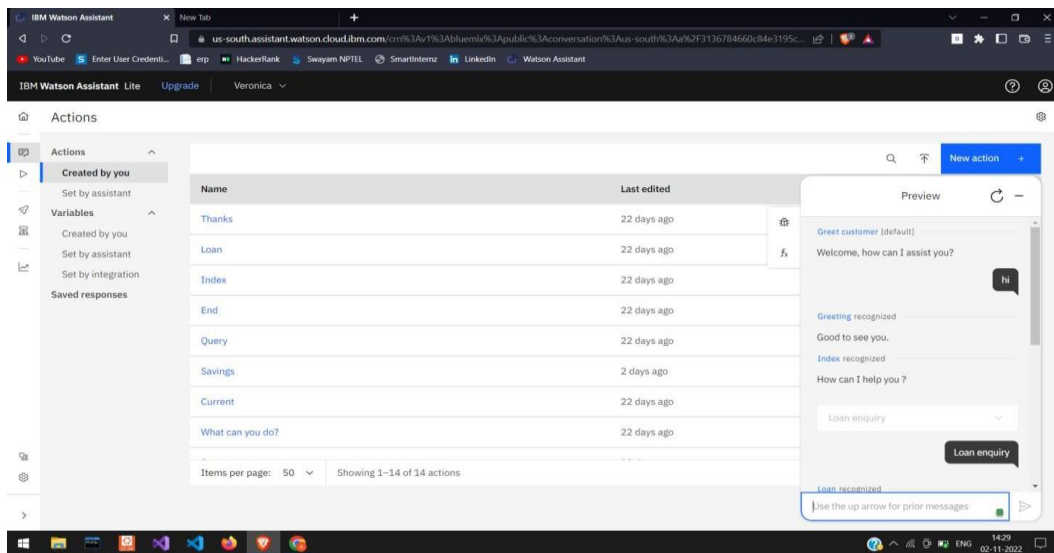 IBM Watson Assistant
New Tab
us-south.assistant.watson.cloud.ibm.com/crn%3Av1%3Abluemix%3Apublic%3Aconversation%3Aus-south%3Aa%2F3136784660c84e3195c...
YouTube
Enter User Credenti...
erp
HackerRank
Swayam NPTEL
SmartInternz
LinkedIn
Watson Assistant
IBM Watson Assistant Lite
Upgrade
Veronica
Actions
Actions
Created by you
Set by assistant
Variables
Created by you
Set by assistant
Set by integration
Saved responses
New action +
Name
Last edited
Thanks
22 days ago
Loan
22 days ago
Index
22 days ago
End
22 days ago
Query
22 days ago
Savings
2 days ago
Current
22 days ago
What can you do?
22 days ago
Items per page: 50
Showing 1–14 of 14 actions
Preview
Greet customer [default]
Welcome, how can I assist you?
hi
Greeting recognized
Good to see you.
Index recognized
How can I help you ?
Loan enquiry
Loan enquiry
Loan recognized
Use the up arrow for prior messages
ENG
14:29
02-11-2022